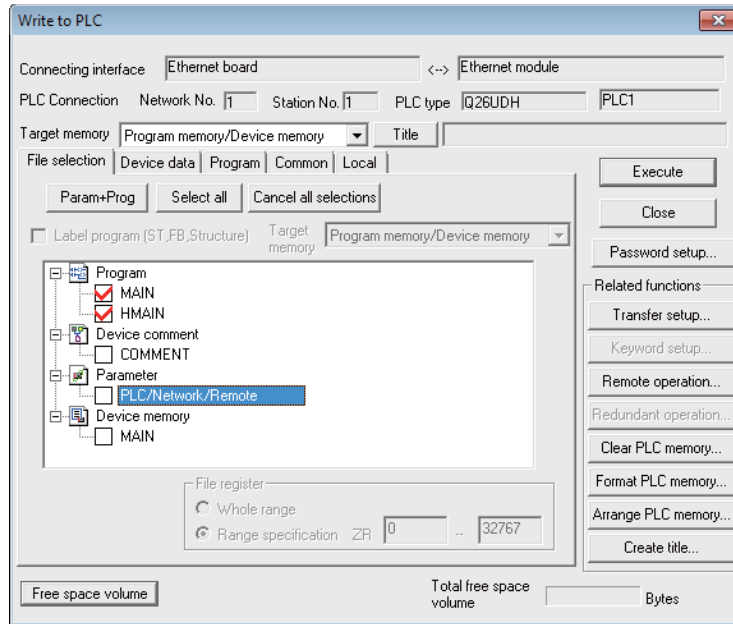 Write to PLC
Connecting interface Ethernet board <--> Ethernet module
PLC Connection Network No. 1 Station No. 1 PLC type Q26UDH PLC1
Target memory Program memory/Device memory Title
File selection Device data Program Common Local
Param+Prog Select all Cancel all selections
Label program (ST,FB,Structure) Target memory Program memory/Device memory
Program
MAIN
HMAIN
Device comment
COMMENT
Parameter
PLC/Network/Remote
Device memory
MAIN
File register
Whole range
Range specification ZR 0 .. 32767
Execute
Close
Password setup...
Related functions
Transfer setup...
Keyword setup...
Remote operation...
Redundant operation...
Clear PLC memory...
Format PLC memory...
Arrange PLC memory...
Create title...
Free space volume
Total free space
volume Bytes